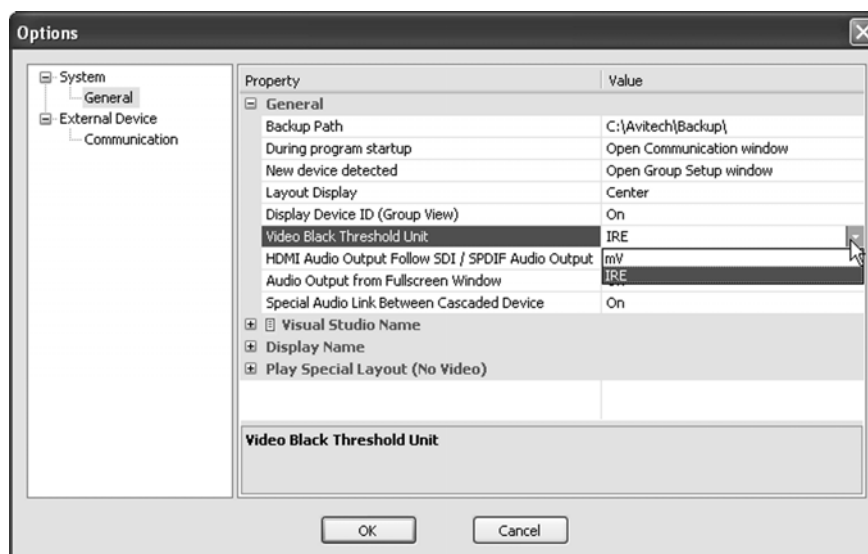 Options
System
General
External Device
Communication
Property Value
General
Backup Path C:\Avitech\Backup\
During program startup Open Communication window
New device detected Open Group Setup window
Layout Display Center
Display Device ID (Group View) On
Video Black Threshold Unit IRE
HDMI Audio Output Follow SDI / SPDIF Audio Output mV
IRE
Audio Output from Fullscreen Window
Special Audio Link Between Cascaded Device On
Visual Studio Name
Display Name
Play Special Layout (No Video)
Video Black Threshold Unit
OK Cancel